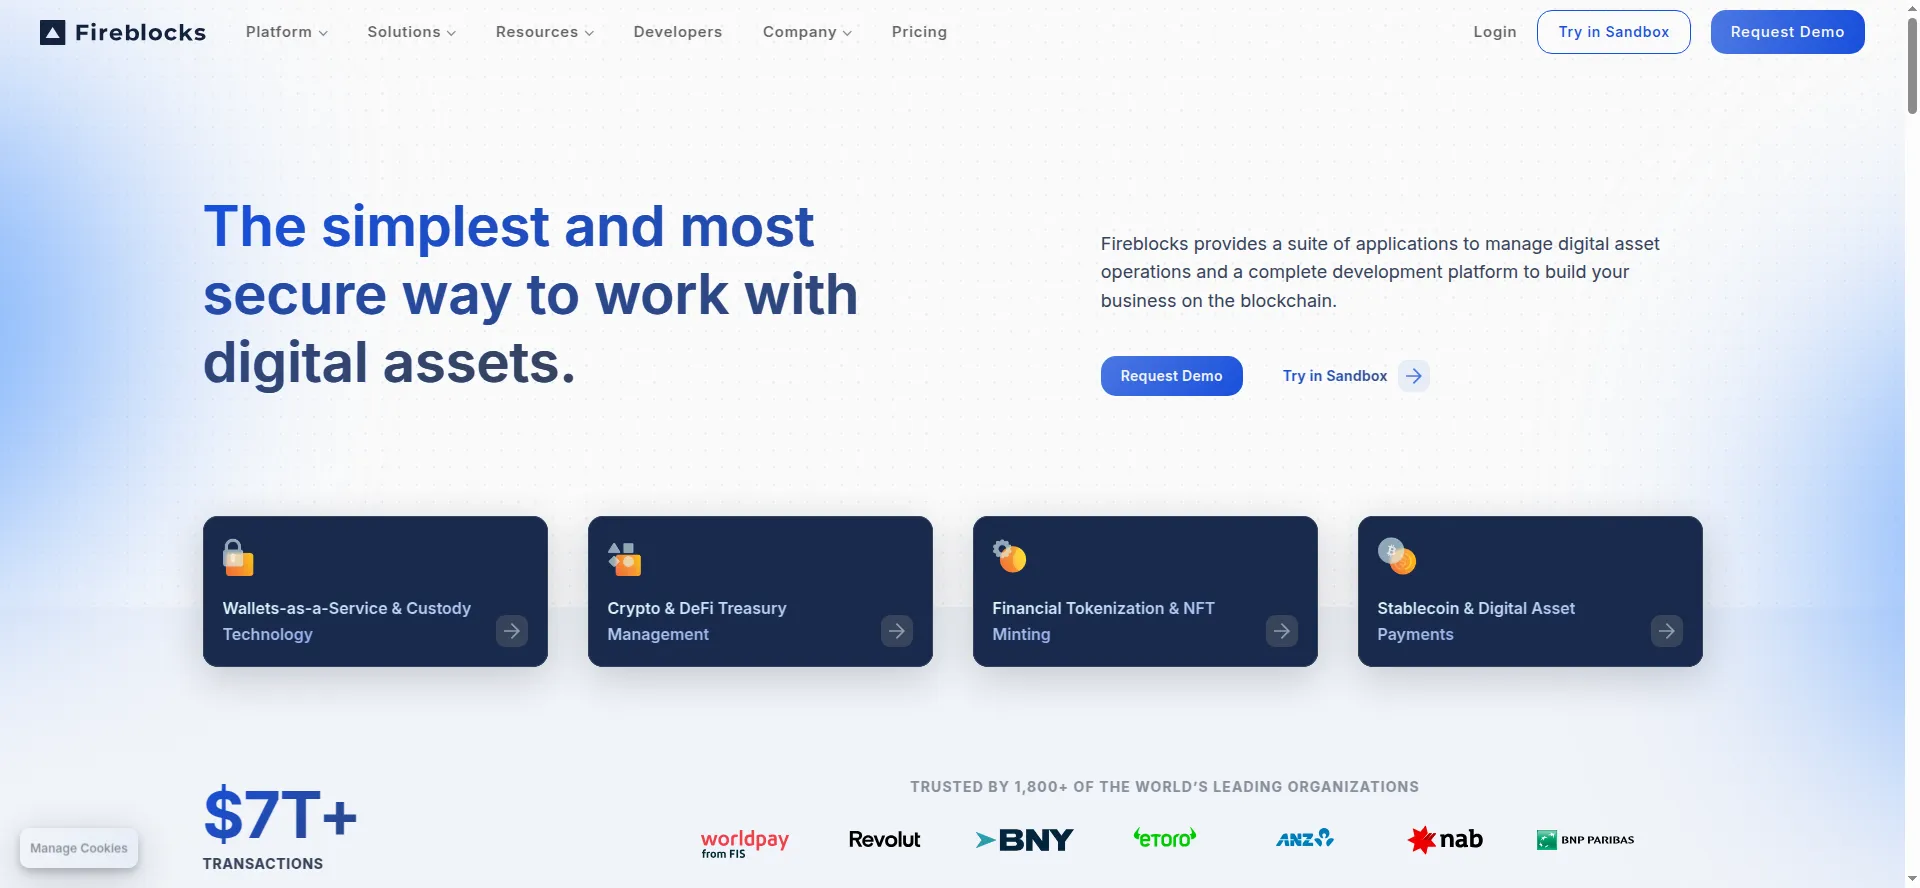 Fireblocks
Platform
Solutions
Resources
Developers
Company
Pricing
Login
Try in Sandbox
Request Demo
The simplest and most
secure way to work with
digital assets.
Fireblocks provides a suite of applications to manage digital asset
operations and a complete development platform to build your
business on the blockchain.
Request Demo
Try in Sandbox
Wallets-as-a-Service & Custody
Technology
Crypto & DeFi Treasury
Management
Financial Tokenization & NFT
Minting
Stablecoin & Digital Asset
Payments
$7T+
TRANSACTIONS
TRUSTED BY 1,800+ OF THE WORLD'S LEADING ORGANIZATIONS
worldpay
from FIS
Revolut
BNY
eToro
ANZ
nab
BNP PARIBAS
Manage Cookies